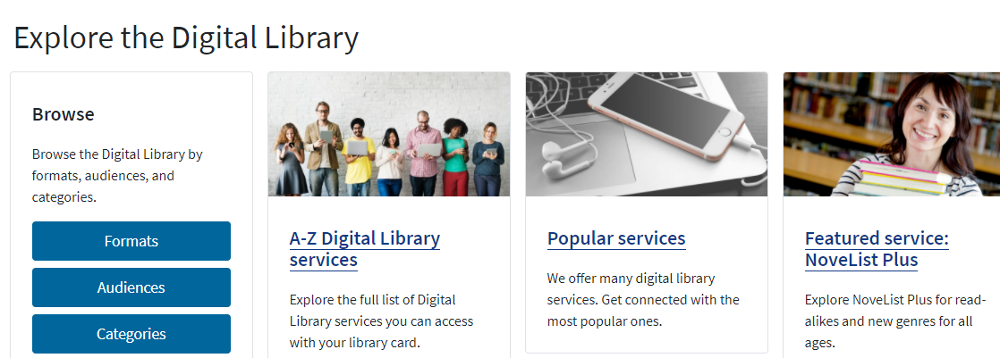 Explore the Digital Library
Browse
Browse the Digital Library by
formats, audiences, and
categories.
Formats
Audiences
Categories
A-Z Digital Library
services
Explore the full list of Digital
Library services you can access
with your library card.
Popular services
We offer many digital library
services. Get connected with the
most popular ones.
Featured service:
NoveList Plus
Explore NoveList Plus for read-
alikes and new genres for all
ages.